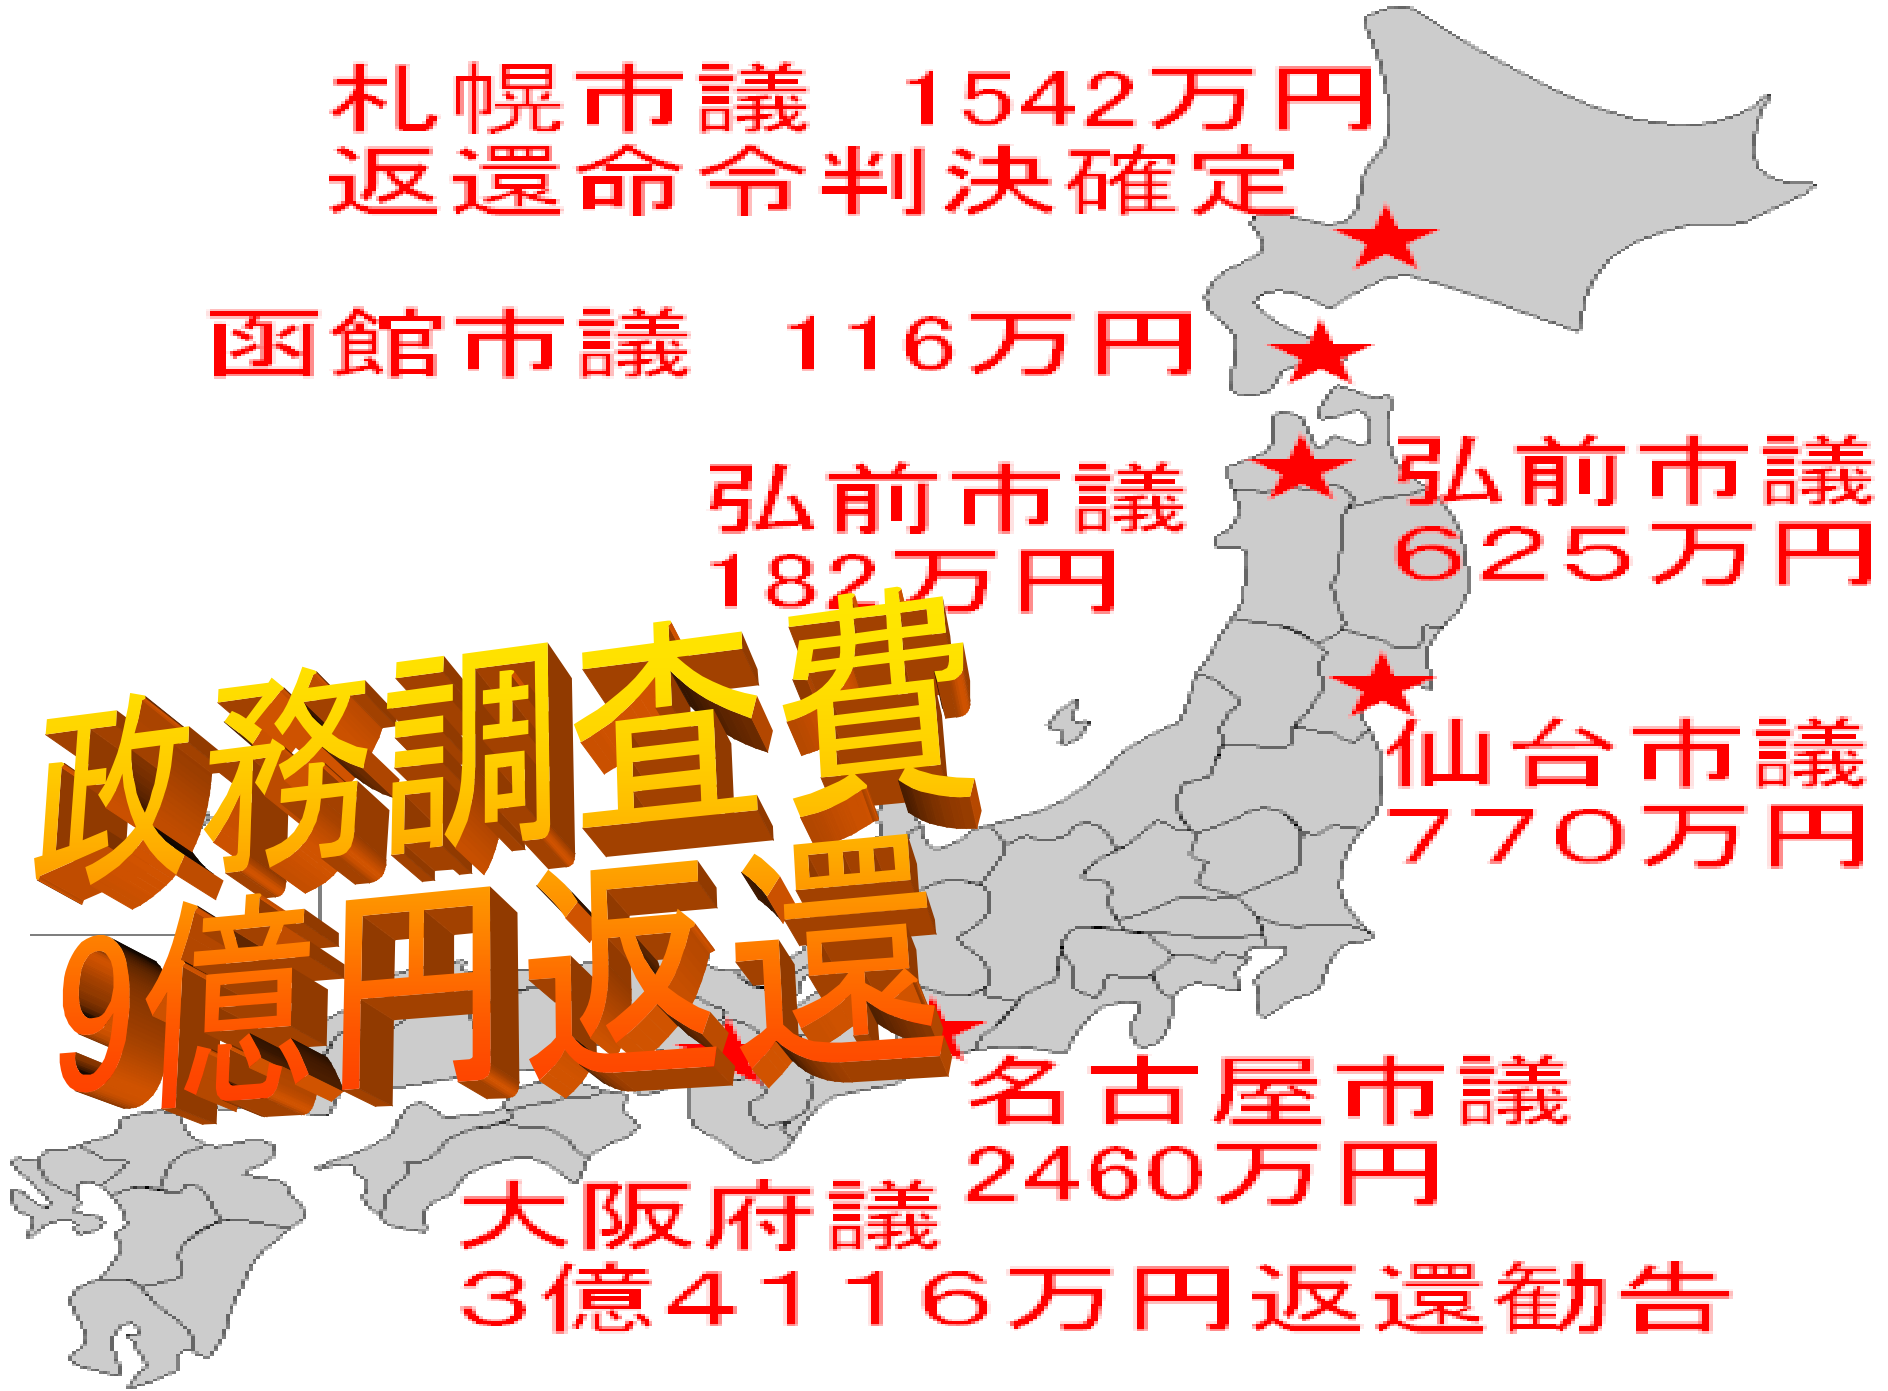 札幌市議　1542万円
返還命令判決確定
函館市議　116万円
弘前市議
182万円
弘前市議
625万円
政務調査費
9億円返還
仙台市議
770万円
名古屋市議
2460万円
大阪府議
3億4116万円返還勧告